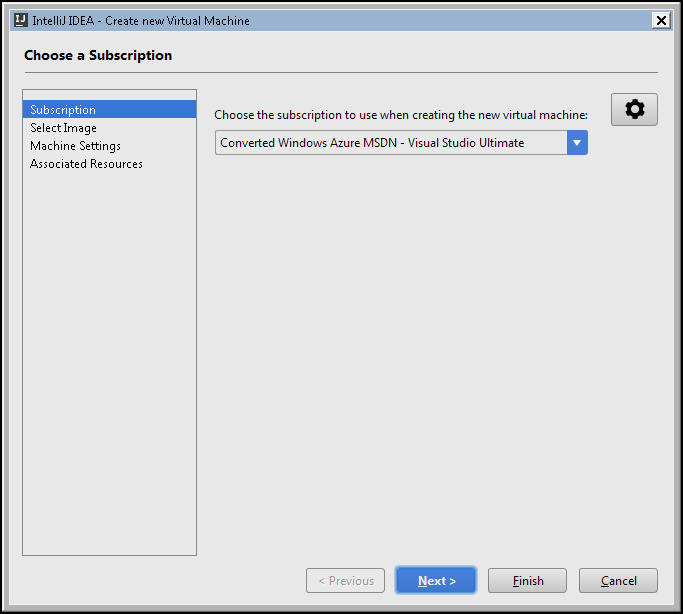 IntelliJ IDEA - Create new Virtual Machine
Choose a Subscription
Subscription
Select Image
Machine Settings
Associated Resources
Choose the subscription to use when creating the new virtual machine:
Converted Windows Azure MSDN - Visual Studio Ultimate
< Previous
Next >
Finish
Cancel